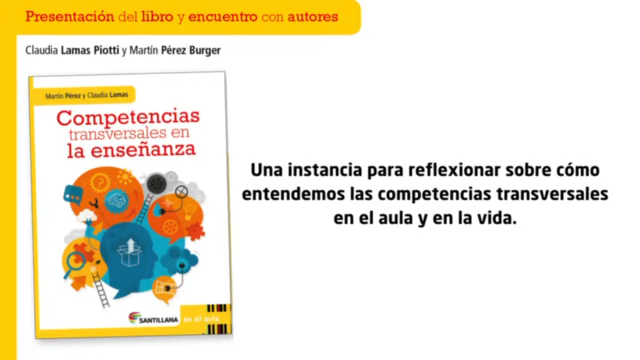 Presentación del libro y encuentro con autores
Claudia Lamas Piotti y Martín Pérez Burger
Martín Pérez y Claudia Lamas
Competencias
transversales en
la enseñanza
Una instancia para reflexionar sobre cómo
entendemos las competencias transversales
en el aula y en la vida.
SANTILLANA
en el aula